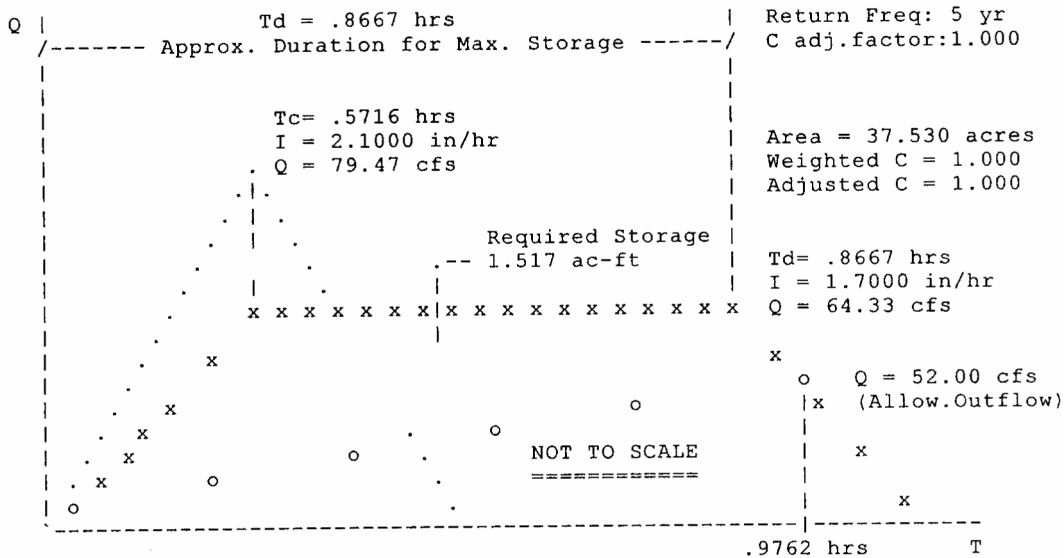 Q
Td = .8667 hrs
Return Freq: 5 yr
/------- Approx. Duration for Max. Storage ------/
C adj.factor:1.000
Tc= .5716 hrs
I = 2.1000 in/hr
Q = 79.47 cfs
Area = 37.530 acres
Weighted C = 1.000
Adjusted C = 1.000
Required Storage
1.517 ac-ft
Td= .8667 hrs
I = 1.7000 in/hr
Q = 64.33 cfs
x x x x x x x x x x x x x x x x x x
Q = 52.00 cfs
(Allow.Outflow)
NOT TO SCALE
============
.9762 hrs
T